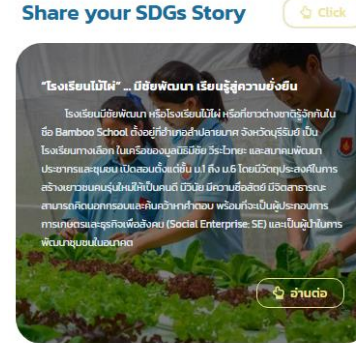 Share your SDGs Story
Click
“โรงเรียนไม้ไผ่” ... มีชัยพัฒนา เรียนรู้สู่ความยั่งยืน
โรงเรียนมีชัยพัฒนา หรือโรงเรียนไม้ไผ่ หรือที่ชาวต่างชาติรู้จักกันใน
ชื่อ Bamboo School ตั้งอยู่ที่อำเภอลำปลายมาศ จังหวัดบุรีรัมย์ เป็น
โรงเรียนทางเลือก ในเครือของมูลนิธิมีชัย วีระไวทยะ และสมาคมพัฒนา
ประชากรและชุมชน เปิดสอนตั้งแต่ชั้น ม.1 ถึง ม.6 โดยมีวัตถุประสงค์ในการ
สร้างเยาวชนคนรุ่นใหม่ให้เป็นคนดี มีวินัย มีความซื่อสัตย์ มีจิตสาธารณะ
สามารถคิดนอกกรอบและค้นคว้าหาคำตอบ พร้อมที่จะเป็นผู้ประกอบการ
การเกษตรและธุรกิจเพื่อสังคม (Social Enterprise: SE) และเป็นผู้นำในการ
พัฒนาชุมชนในอนาคต
อ่านต่อ